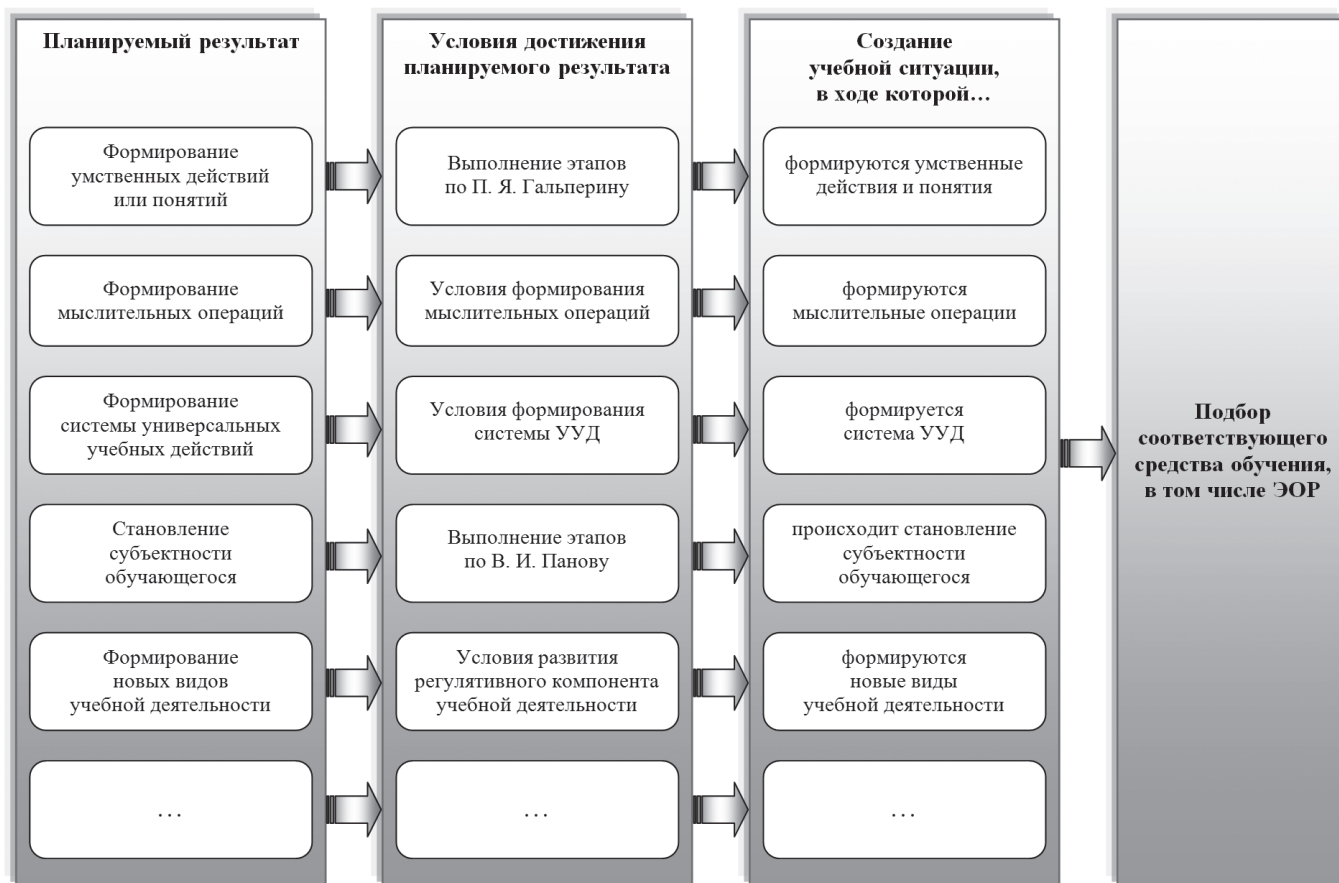 Планируемый результат
Формирование
умственных действий
или понятий
Формирование
мыслительных операций
Формирование
системы универсальных
учебных действий
Становление
субъектности
обучающегося
Формирование
новых видов
учебной деятельности
...
Условия достижения
планируемого результата
Выполнение этапов
по П. Я. Гальперину
Условия формирования
мыслительных операций
Условия формирования
системы УУД
Выполнение этапов
по В. И. Панову
Условия развития
регулятивного компонента
учебной деятельности
...
Создание
учебной ситуации,
в ходе которой...
формируются умственные
действия и понятия
формируются
мыслительные операции
формируется
система УУД
происходит становление
субъектности
обучающегося
формируются
новые виды
учебной деятельности
...
Подбор
соответствующего
средства обучения,
в том числе ЭОР